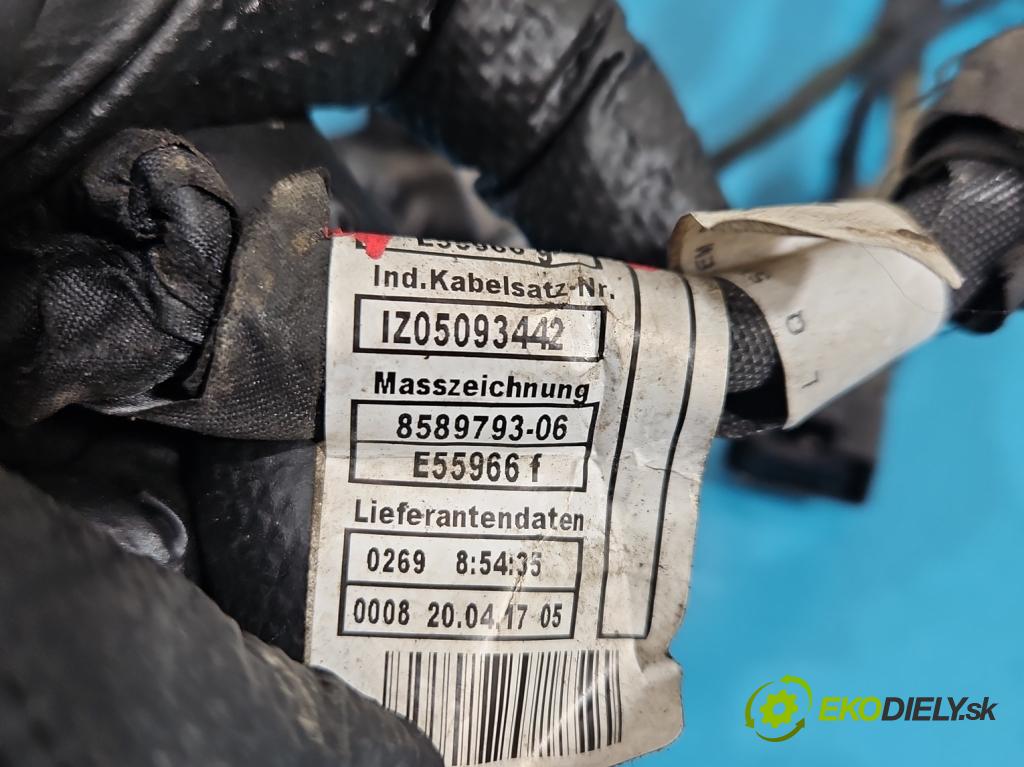 E55966 g
Ind.Kabelsatz-Nr.
IZ05093442
Masszeichnung
8589793-06
E55966 f
Lieferantendaten
0269 8:54:35
0008 20.04.17 05
EKODIELY.sk